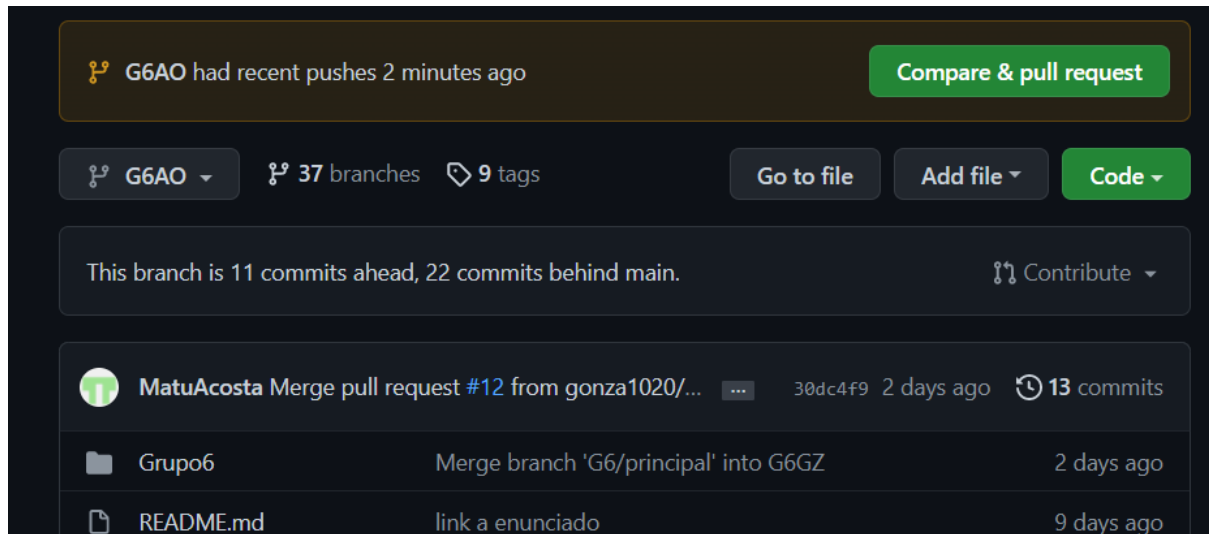 G6AO had recent pushes 2 minutes ago Compare & pull request
G6AO 37 branches 9 tags Go to file Add file Code
This branch is 11 commits ahead, 22 commits behind main. Contribute
MatuAcosta Merge pull request #12 from gonza1020/... ... 30dc4f9 2 days ago 13 commits
Grupo6 Merge branch 'G6/principal' into G6GZ 2 days ago
README.md link a enunciado 9 days ago